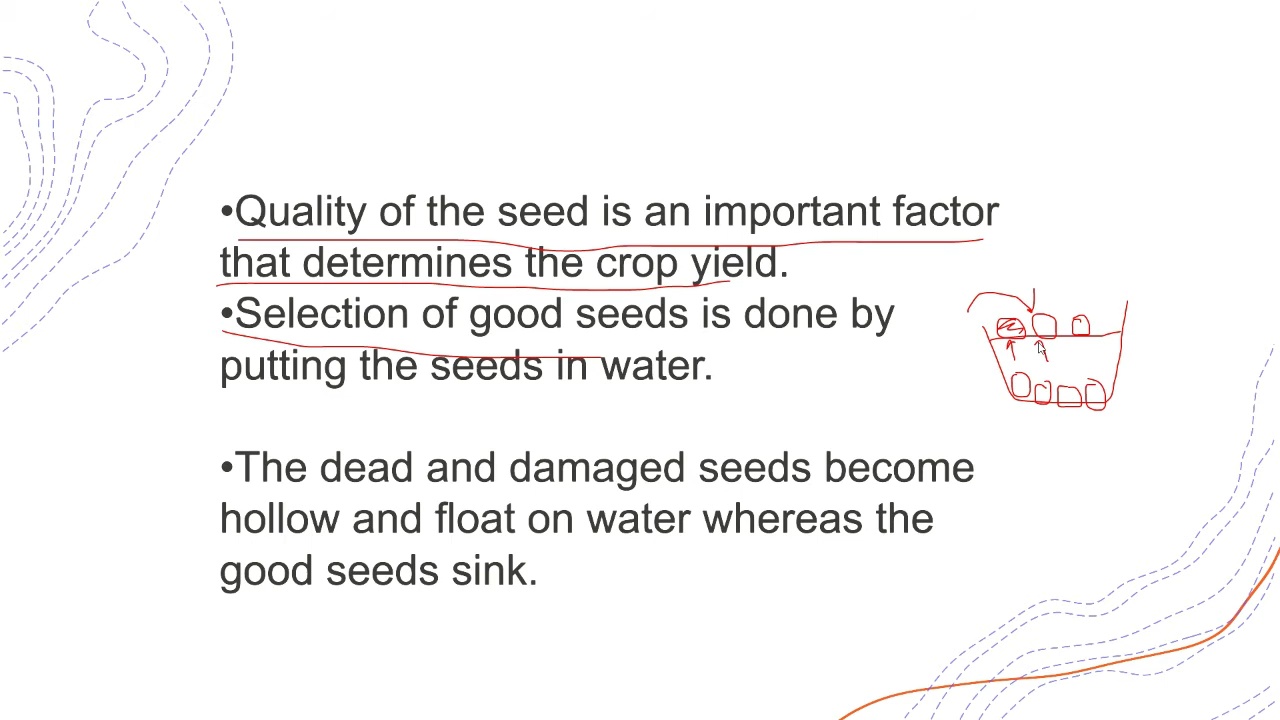 •Quality of the seed is an important factor
that determines the crop yield.
•Selection of good seeds is done by
putting the seeds in water.
•The dead and damaged seeds become
hollow and float on water whereas the
good seeds sink.